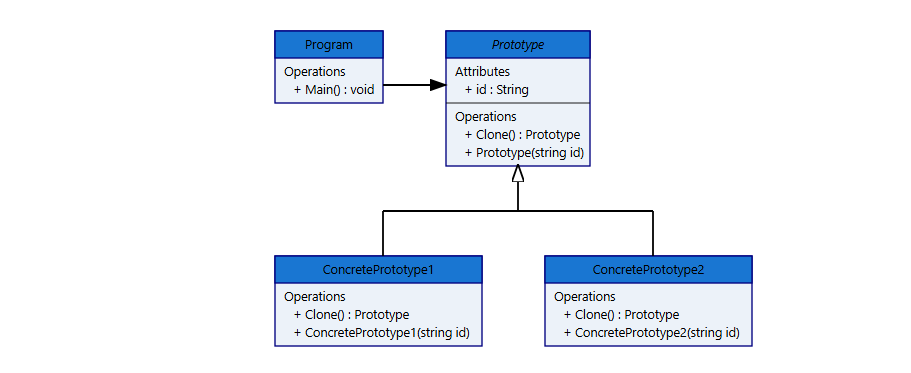 Program
Operations
+ Main() : void
Prototype
Attributes
+ id : String
Operations
+ Clone() : Prototype
+ Prototype(string id)
ConcretePrototype1
Operations
+ Clone() : Prototype
+ ConcretePrototype1(string id)
ConcretePrototype2
Operations
+ Clone() : Prototype
+ ConcretePrototype2(string id)